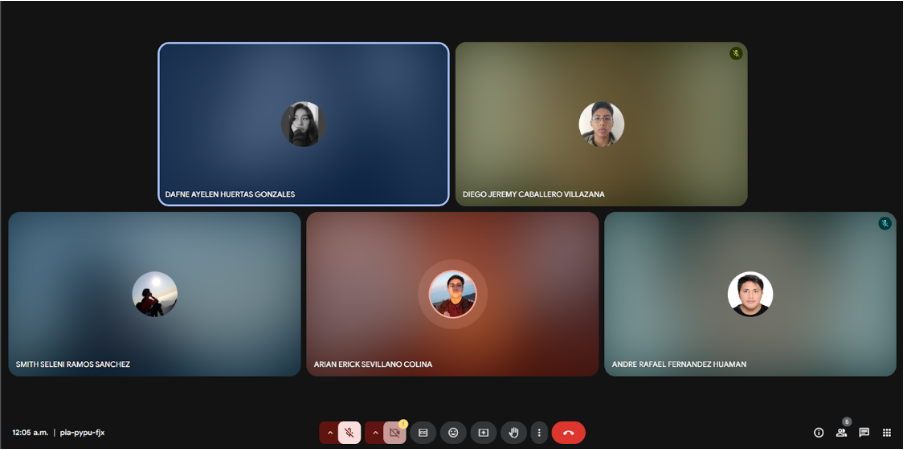 DAFNE AYELEN HUERTAS GONZALES
DIEGO JEREMY CABALLERO VILLAZANA
SMITH SELENI RAMOS SANCHEZ
ARIAN ERICK SEVILLANO COLINA
ANDRE RAFAEL FERNANDEZ HUAMAN
12:05 a.m. | pia-pypu-fjx